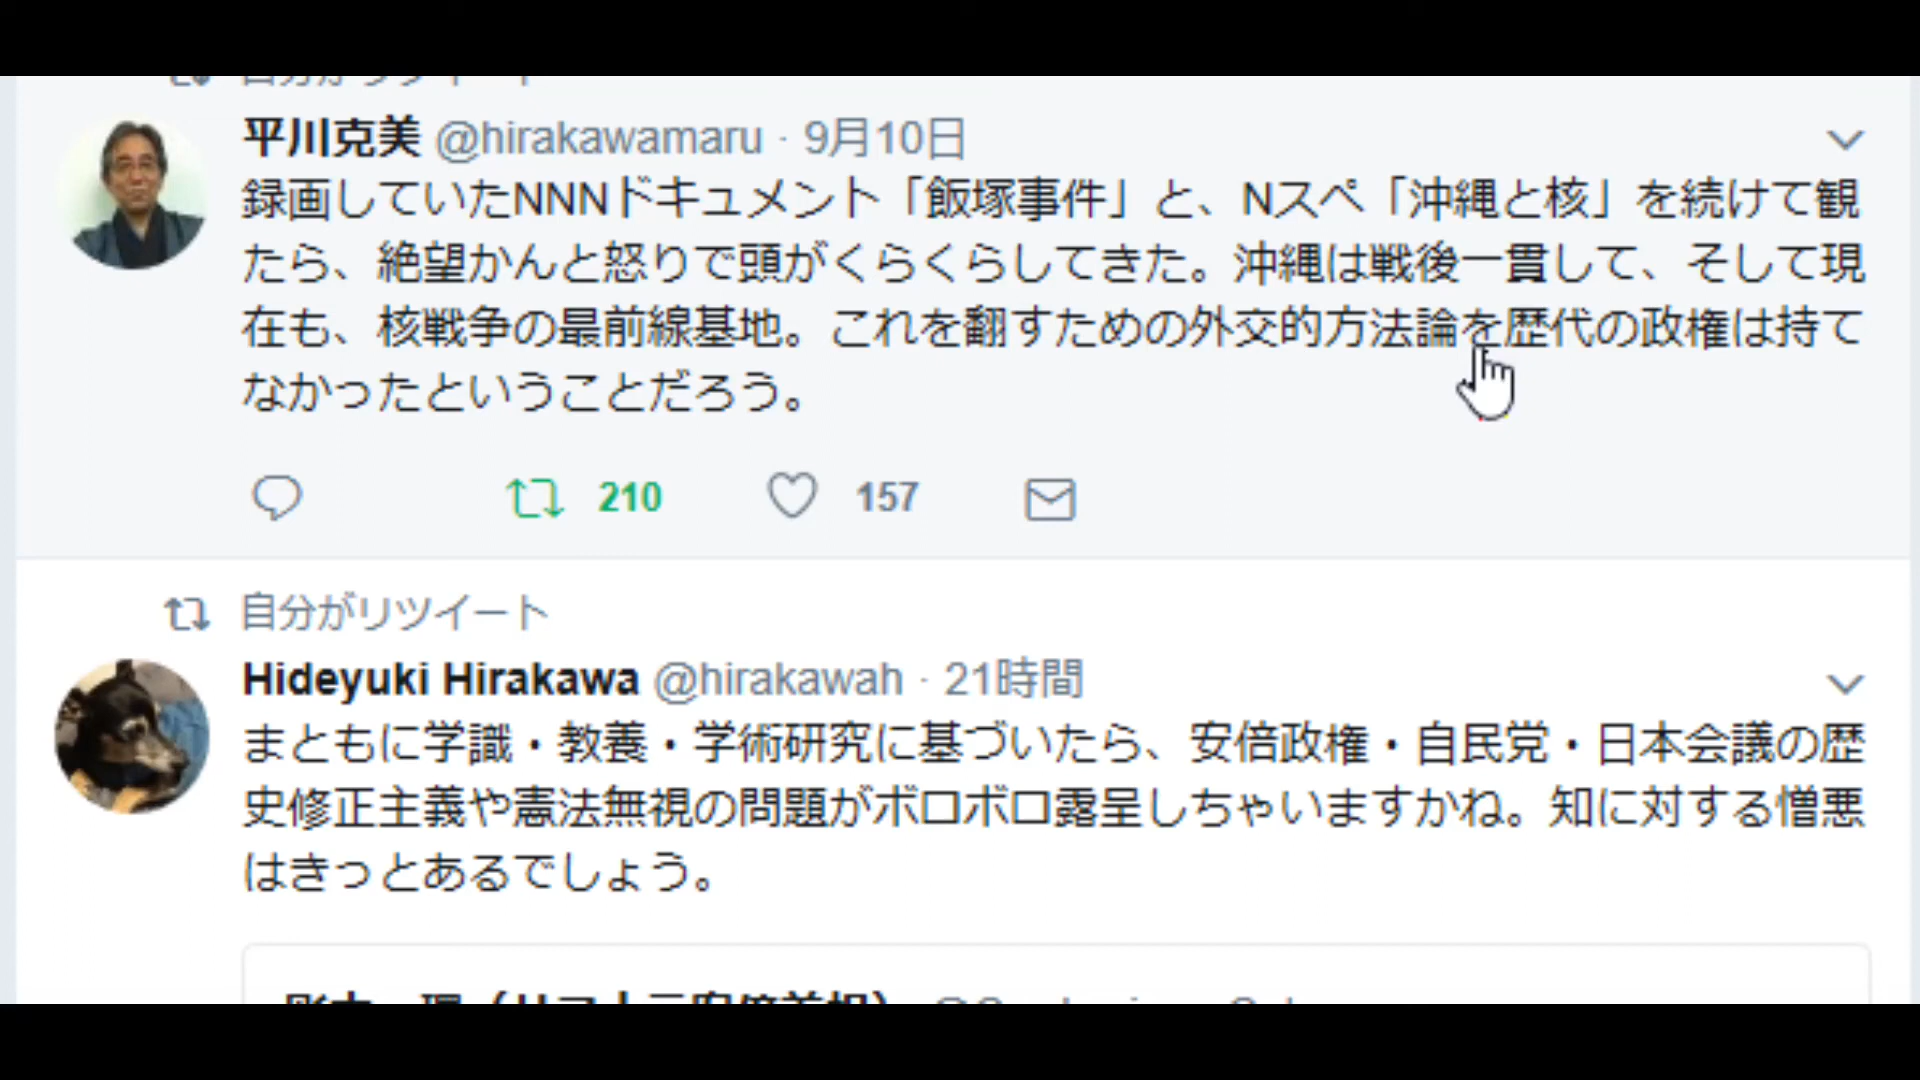 平川克美 @hirakawamaru · 9月10日
録画していたNNNドキュメント「飯塚事件」と、Nスペ「沖縄と核」を続けて観
たら、絶望かんと怒りで頭がくらくらしてきた。沖縄は戦後一貫して、そして現
在も、核戦争の最前線基地。これを翻すための外交的方法論を歴代の政権は持て
なかったということだろう。
210 157
自分がリツイート
Hideyuki Hirakawa @hirakawah · 21時間
まともに学識・教養・学術研究に基づいたら、安倍政権・自民党・日本会議の歴
史修正主義や憲法無視の問題がボロボロ露呈しちゃいますかね。知に対する憎悪
はきっとあるでしょう。